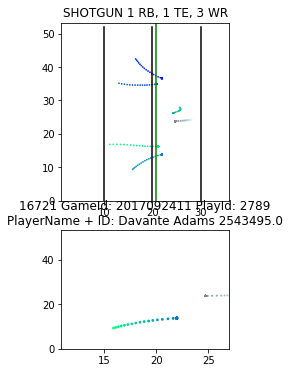 SHOTGUN 1 RB, 1 TE, 3 WR
50
40
30
20
10
0
10 20 30
16721 GameId: 2017092411 PlayId: 2789
PlayerName + ID: Davante Adams 2543495.0
40
20
0
15 20 25